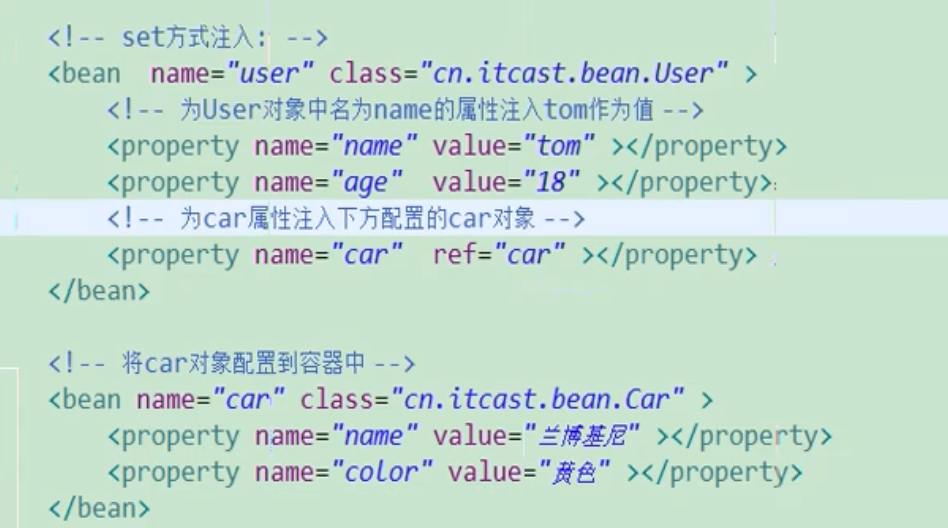 <!-- set方式注入: -->
<bean  name="user" class="cn.itcast.bean.User" >
<!-- 为User对象中名为name的属性注入tom作为值 -->
<property name="name" value="tom" ></property>
<property name="age"  value="18" ></property>
<!-- 为car属性注入下方配置的car对象 -->
<property name="car"  ref="car" ></property>
</bean>
<!-- 将car对象配置到容器中 -->
<bean name="car" class="cn.itcast.bean.Car" >
<property name="name" value="兰博基尼" ></property>
<property name="color" value="黄色" ></property>
</bean>